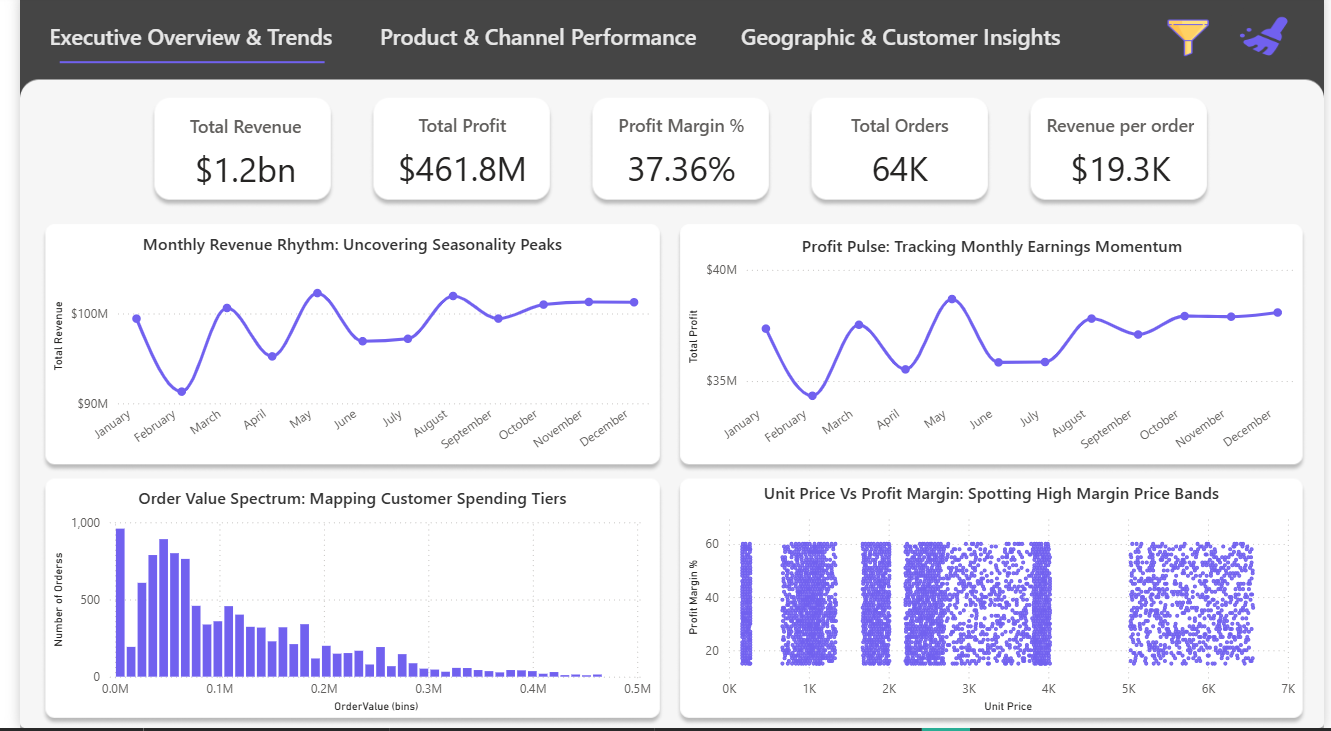 Executive Overview & Trends Product & Channel Performance Geographic & Customer Insights
Total Revenue
$1.2bn
Total Profit
$461.8M
Profit Margin %
37.36%
Total Orders
64K
Revenue per order
$19.3K
Monthly Revenue Rhythm: Uncovering Seasonality Peaks
Total Revenue
$100M
$90M
January February March April May June July August September October November December
Profit Pulse: Tracking Monthly Earnings Momentum
Total Profit
$40M
$35M
January February March April May June July August September October November December
Order Value Spectrum: Mapping Customer Spending Tiers
Number of Orderss
1,000
500
0
0.0M 0.1M 0.2M 0.3M 0.4M 0.5M
OrderValue (bins)
Unit Price Vs Profit Margin: Spotting High Margin Price Bands
Profit Margin %
60
40
20
0K 1K 2K 3K 4K 5K 6K 7K
Unit Price